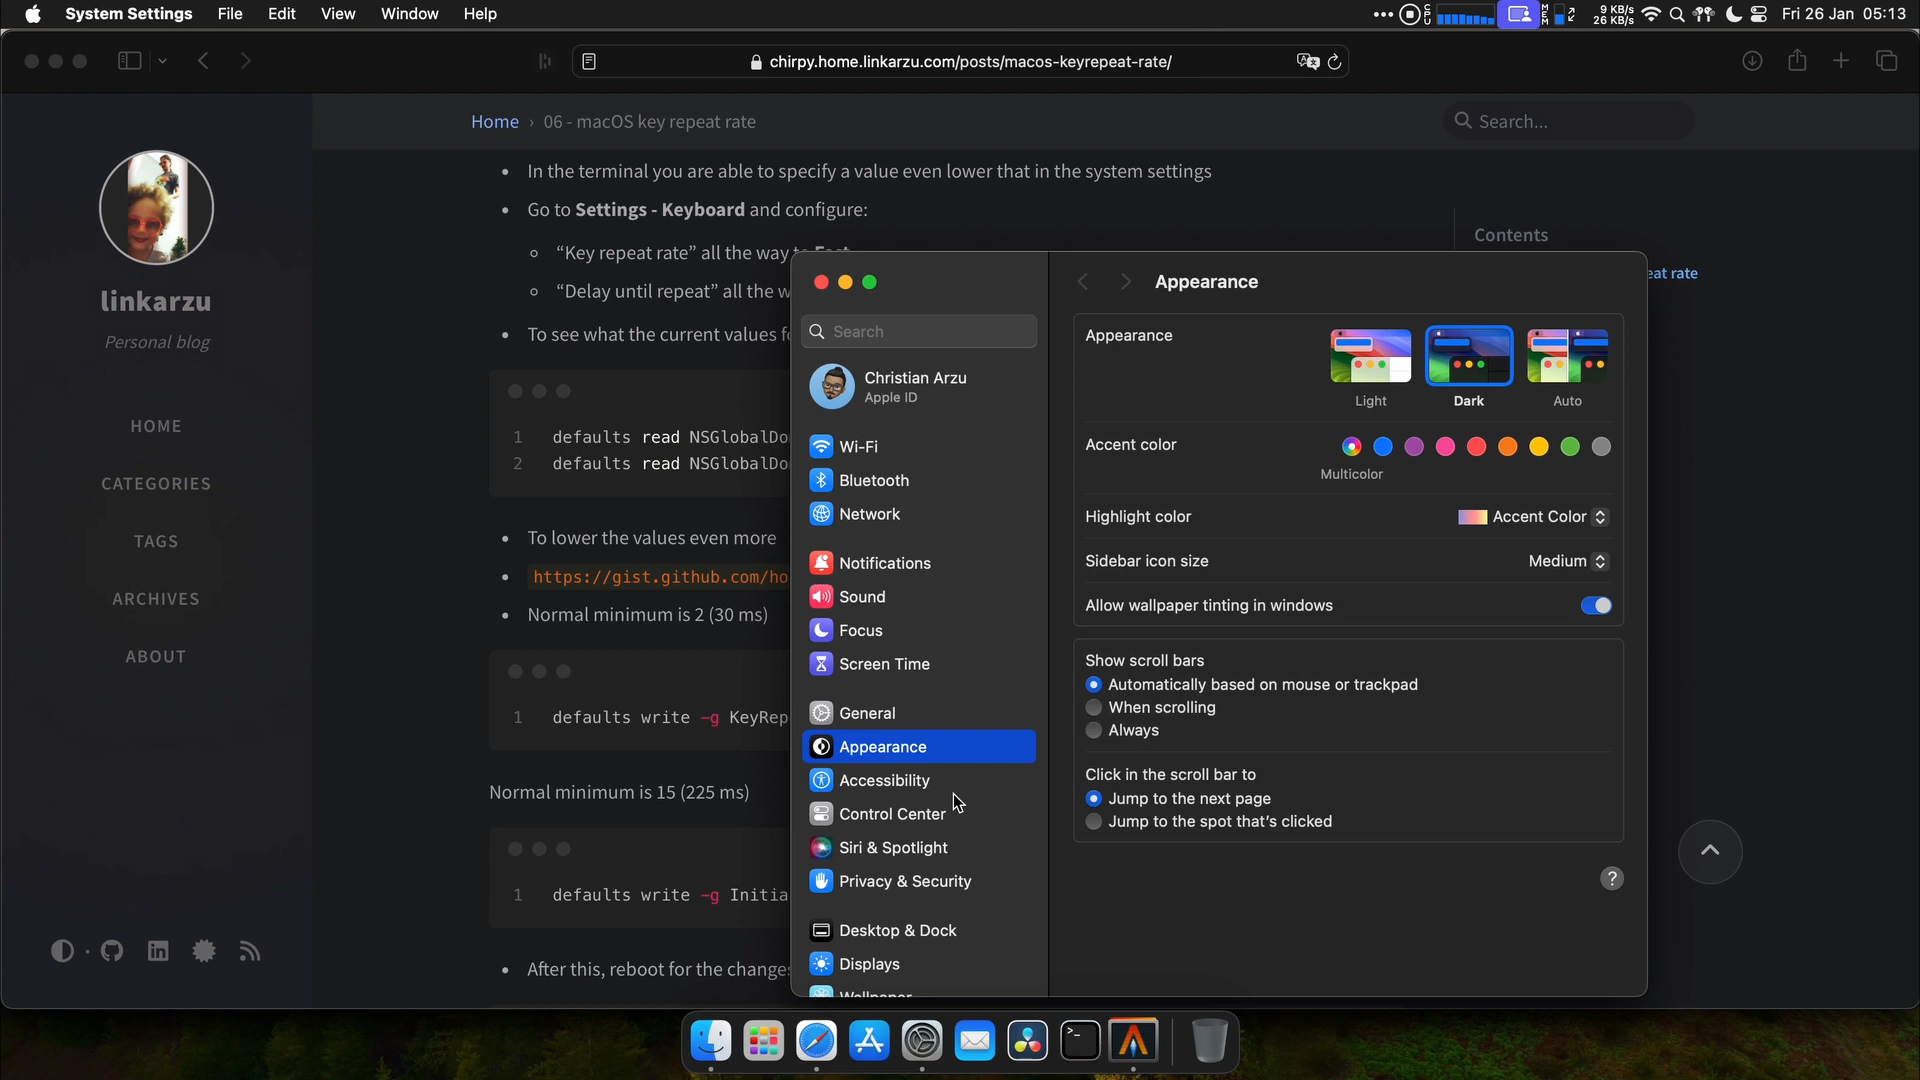 System Settings File Edit View Window Help
9 KB/s
26 KB/s
Fri 26 Jan 05:13
chirpy.home.linkarzu.com/posts/macos-keyrepeat-rate/
Home › 06 - macOS key repeat rate
Search...
linkarzu
Personal blog
HOME
CATEGORIES
TAGS
ARCHIVES
ABOUT
• In the terminal you are able to specify a value even lower that in the system settings
• Go to Settings - Keyboard and configure:
“Key repeat rate” all the way
“Delay until repeat” all the
• To see what the current values
1 defaults read NSGlobalDo
2 defaults read NSGlobalDo
• To lower the values even more
• https://gist.github.com/ho
• Normal minimum is 2 (30 ms)
1 defaults write -g KeyRep
Normal minimum is 15 (225 ms)
1 defaults write -g Initia
• After this, reboot for the changes
Contents
eat rate
Search
Christian Arzu
Apple ID
Wi-Fi
Bluetooth
Network
Notifications
Sound
Focus
Screen Time
General
Appearance
Accessibility
Control Center
Siri & Spotlight
Privacy & Security
Desktop & Dock
Displays
Wallpaper
Appearance
Appearance
Light
Dark
Auto
Accent color
Multicolor
Highlight color
Accent Color
Sidebar icon size
Medium
Allow wallpaper tinting in windows
Show scroll bars
Automatically based on mouse or trackpad
When scrolling
Always
Click in the scroll bar to
Jump to the next page
Jump to the spot that’s clicked
?